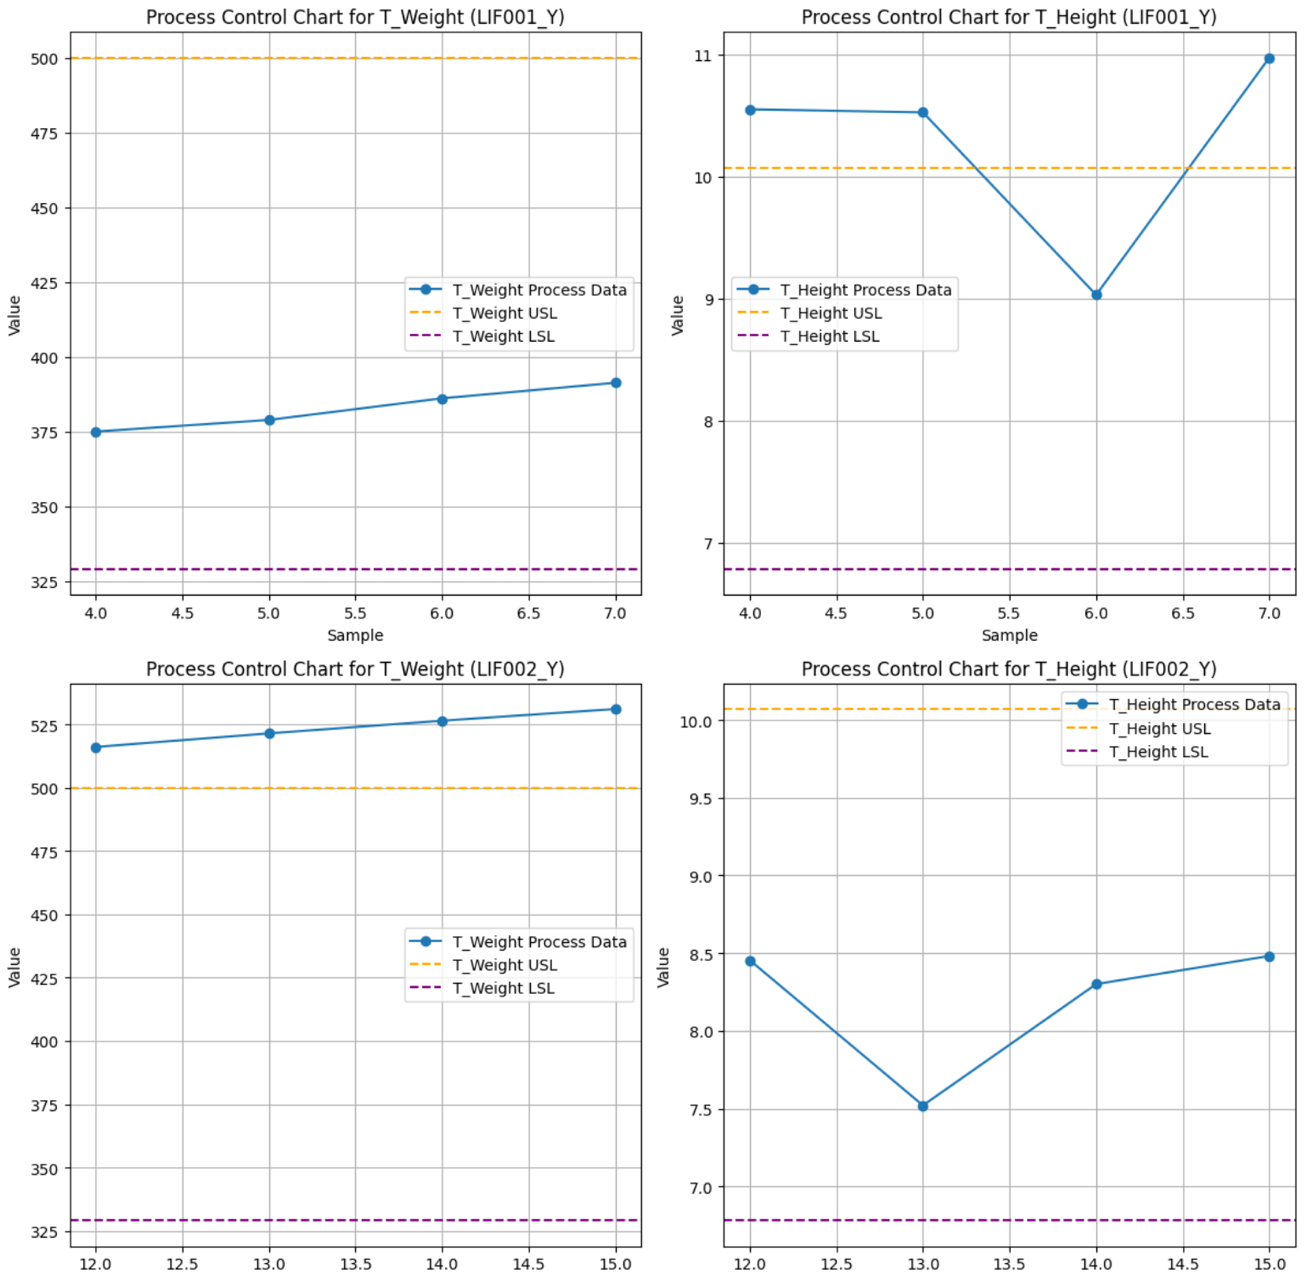 Process Control Chart for T_Weight (LIF001_Y)
500
475
450
425
400
375
350
325
Value
T_Weight Process Data
T_Weight USL
T_Weight LSL
4.0 4.5 5.0 5.5 6.0 6.5 7.0
Sample
Process Control Chart for T_Height (LIF001_Y)
11
10
9
8
7
Value
T_Height Process Data
T_Height USL
T_Height LSL
4.0 4.5 5.0 5.5 6.0 6.5 7.0
Sample
Process Control Chart for T_Weight (LIF002_Y)
525
500
475
450
425
400
375
350
325
Value
T_Weight Process Data
T_Weight USL
T_Weight LSL
12.0 12.5 13.0 13.5 14.0 14.5 15.0
Process Control Chart for T_Height (LIF002_Y)
10.0
9.5
9.0
8.5
8.0
7.5
7.0
Value
T_Height Process Data
T_Height USL
T_Height LSL
12.0 12.5 13.0 13.5 14.0 14.5 15.0